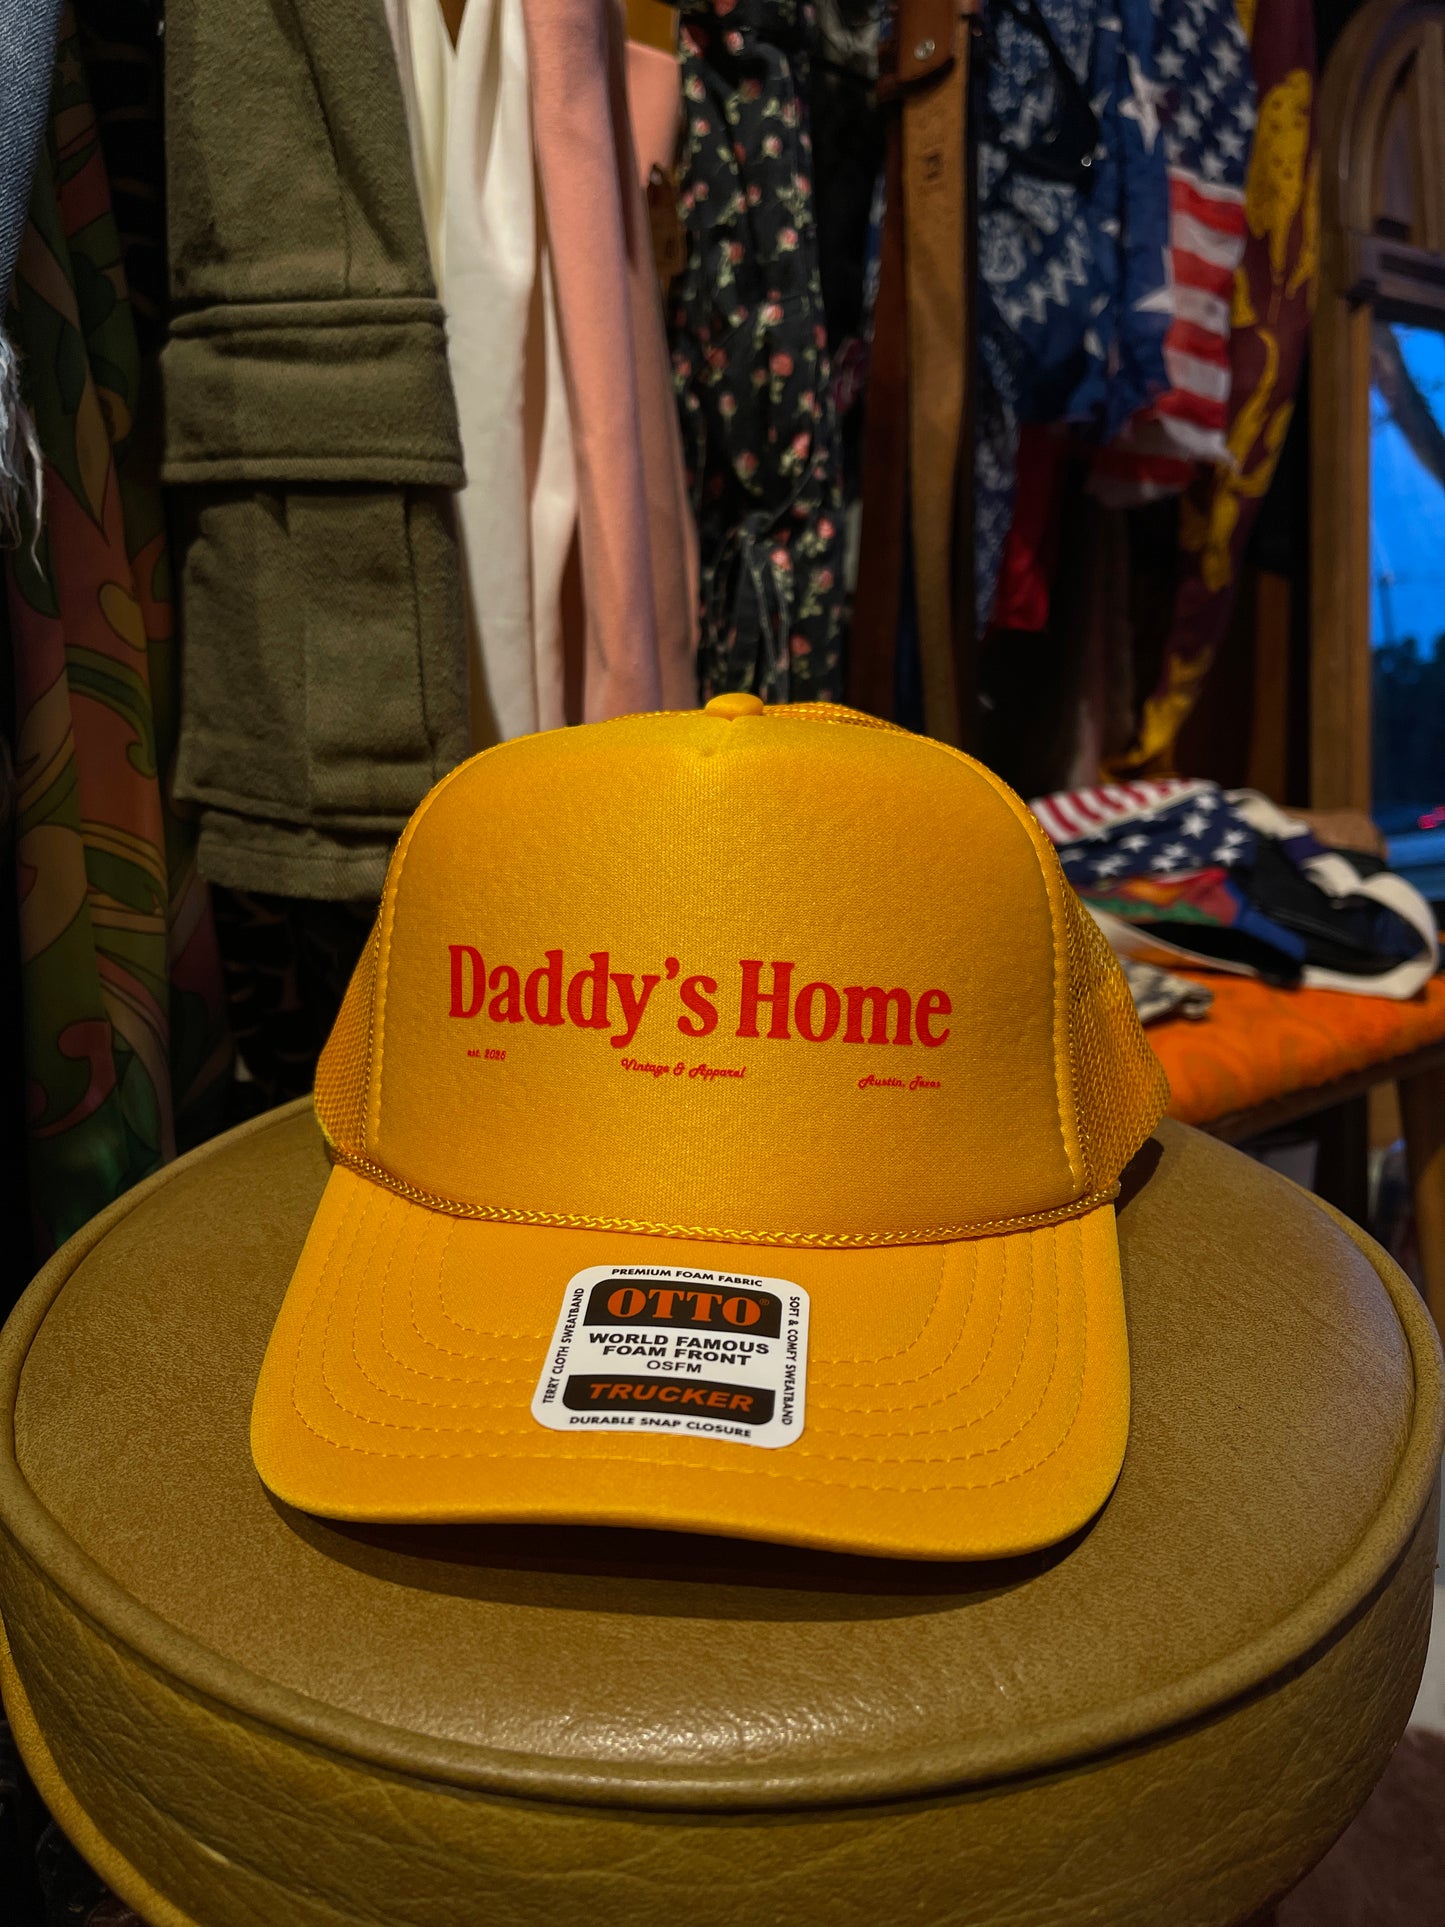 Daddy's Home
est. 2025
Vintage & Apparel
Austin, Texas
PREMIUM FOAM FABRIC
TERRY CLOTH SWEATBAND
OTTO®
WORLD FAMOUS
FOAM FRONT
OSFM
TRUCKER
SOFT & COMFY SWEATBAND
DURABLE SNAP CLOSURE